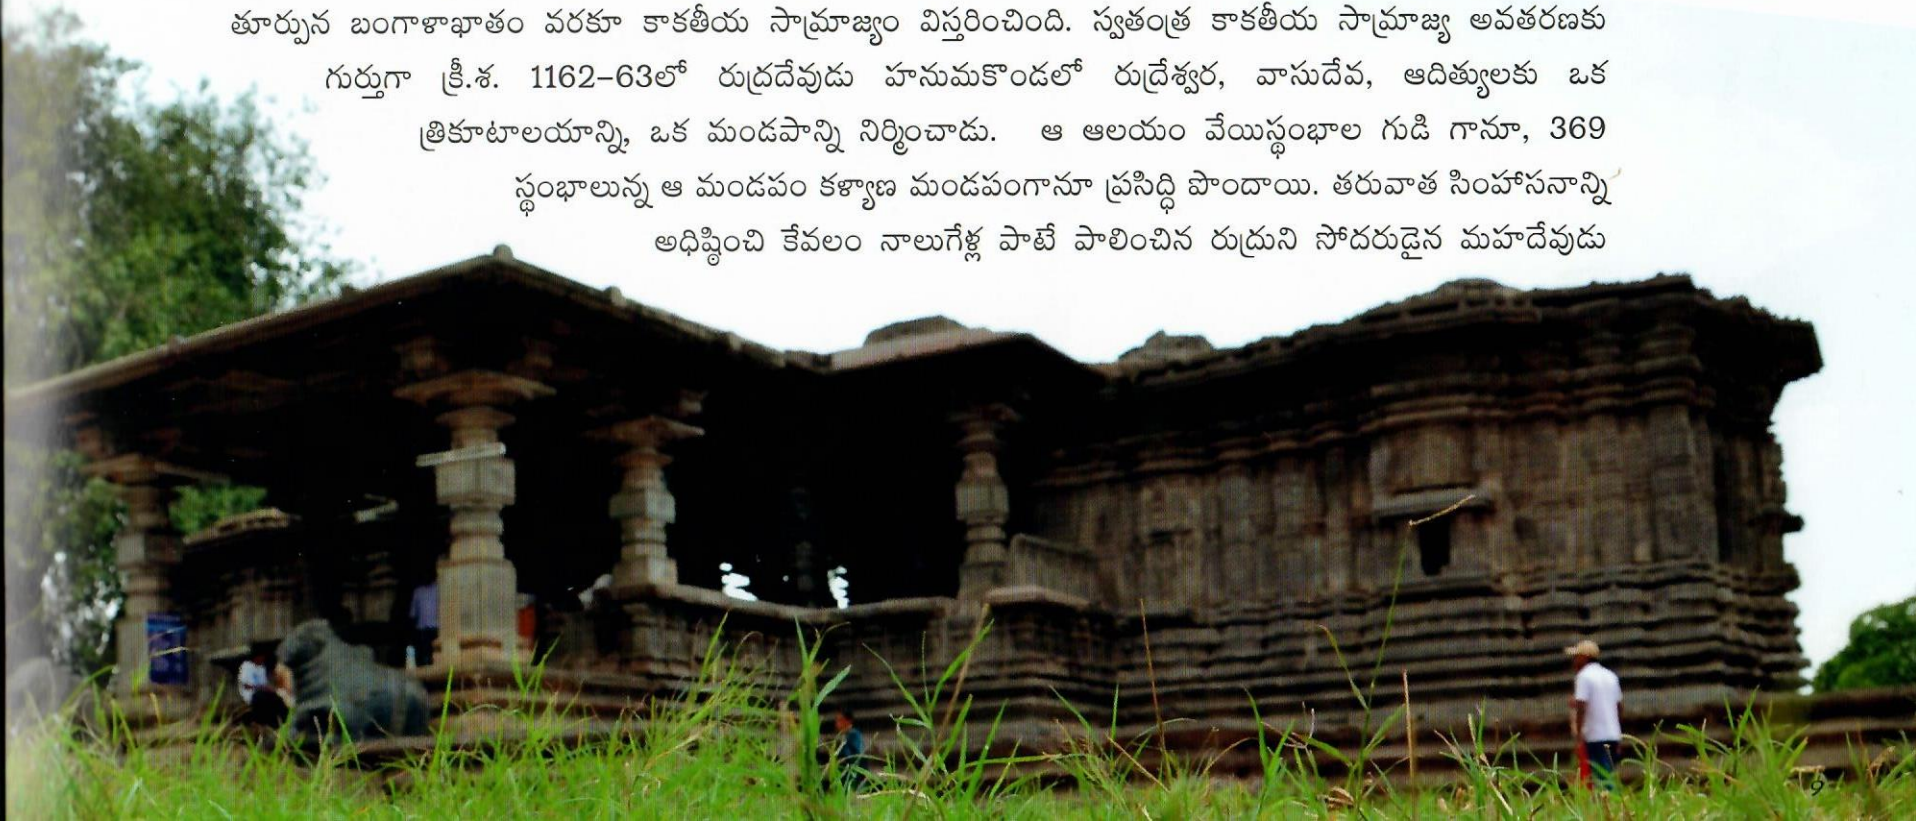 తూర్పున బంగాళాఖాతం వరకూ కాకతీయ సామ్రాజ్యం విస్తరించింది. స్వతంత్ర కాకతీయ సామ్రాజ్య అవతరణకు
గుర్తుగా క్రీ.శ. 1162–63లో రుద్రదేవుడు హనుమకొండలో రుద్రేశ్వర, వాసుదేవ, ఆదిత్యులకు ఒక
త్రికూటాలయాన్ని, ఒక మండపాన్ని నిర్మించాడు. ఆ ఆలయం వేయిస్థంభాల గుడి గానూ, 369
స్థంభాలున్న ఆ మండపం కళ్యాణ మండపంగానూ ప్రసిద్ధి పొందాయి. తరువాత సింహాసనాన్ని
అధిష్ఠించి కేవలం నాలుగేళ్ల పాటే పాలించిన రుద్రుని సోదరుడైన మహదేవుడు
9